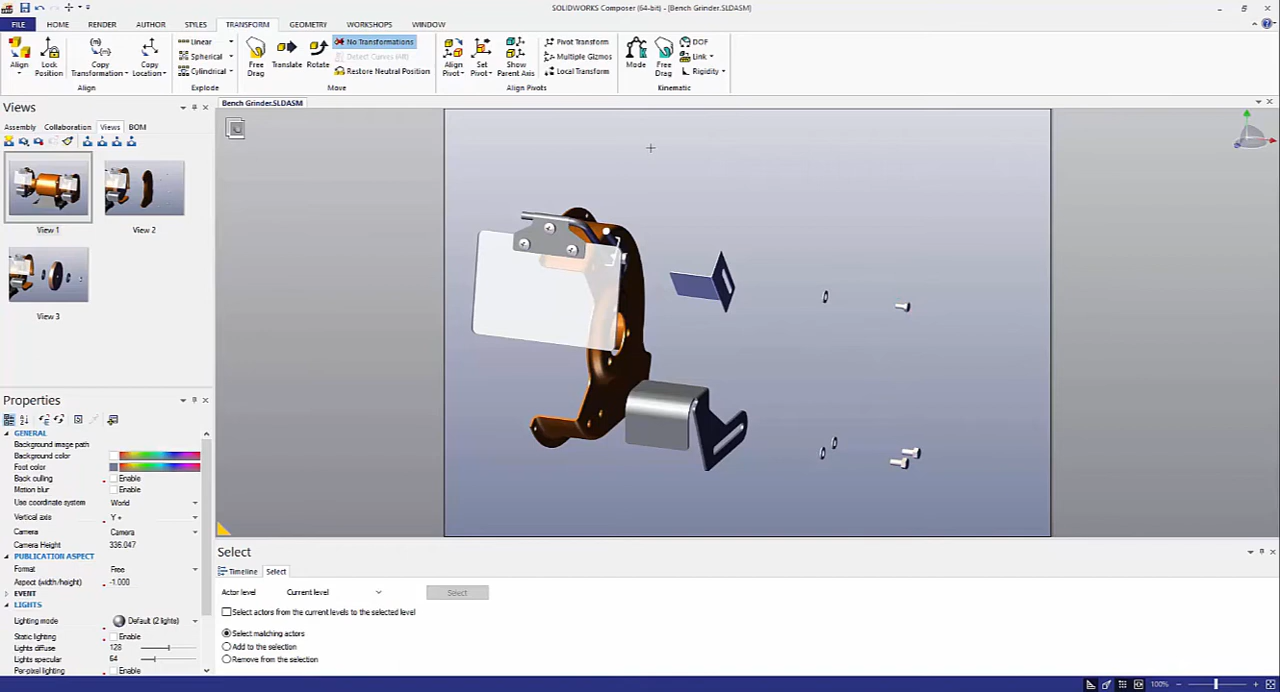 SOLIDWORKS Composer (64-bit) - [Bench Grinder.SLDASM]
FILE HOME RENDER AUTHOR STYLES TRANSFORM GEOMETRY WORKSHOPS WINDOW
Align Lock Position Copy Transformation Copy Location
Linear
Spherical
Cylindrical
Free Drag Translate Rotate
No Transformations
Detect Curves (Alt)
Restore Neutral Position
Align Pivot Set Pivot Show Parent Axis
Pivot Transform
Multiple Gizmos
Local Transform
Mode Free Drag
DOF
Link
Rigidity
Align Explode Move Align Pivots Kinematic
Views
Bench Grinder.SLDASM
Assembly Collaboration Views BOM
View 1 View 2
View 3
Properties
GENERAL
Background image path
Background color
Foot color
Back culling Enable
Motion blur Enable
Use coordinate system World
Vertical axis Y+
Camera Camera
Camera Height 336.047
PUBLICATION ASPECT
Format Free
Aspect (width/height) -1.000
EVENT
LIGHTS
Lighting mode Default (2 lights)
Static lighting Enable
Lights diffuse 128
Lights specular 64
Per-pixel lighting Enable
Select
Timeline Select
Actor level Current level Select
Select actors from the current levels to the selected level
Select matching actors
Add to the selection
Remove from the selection
100%